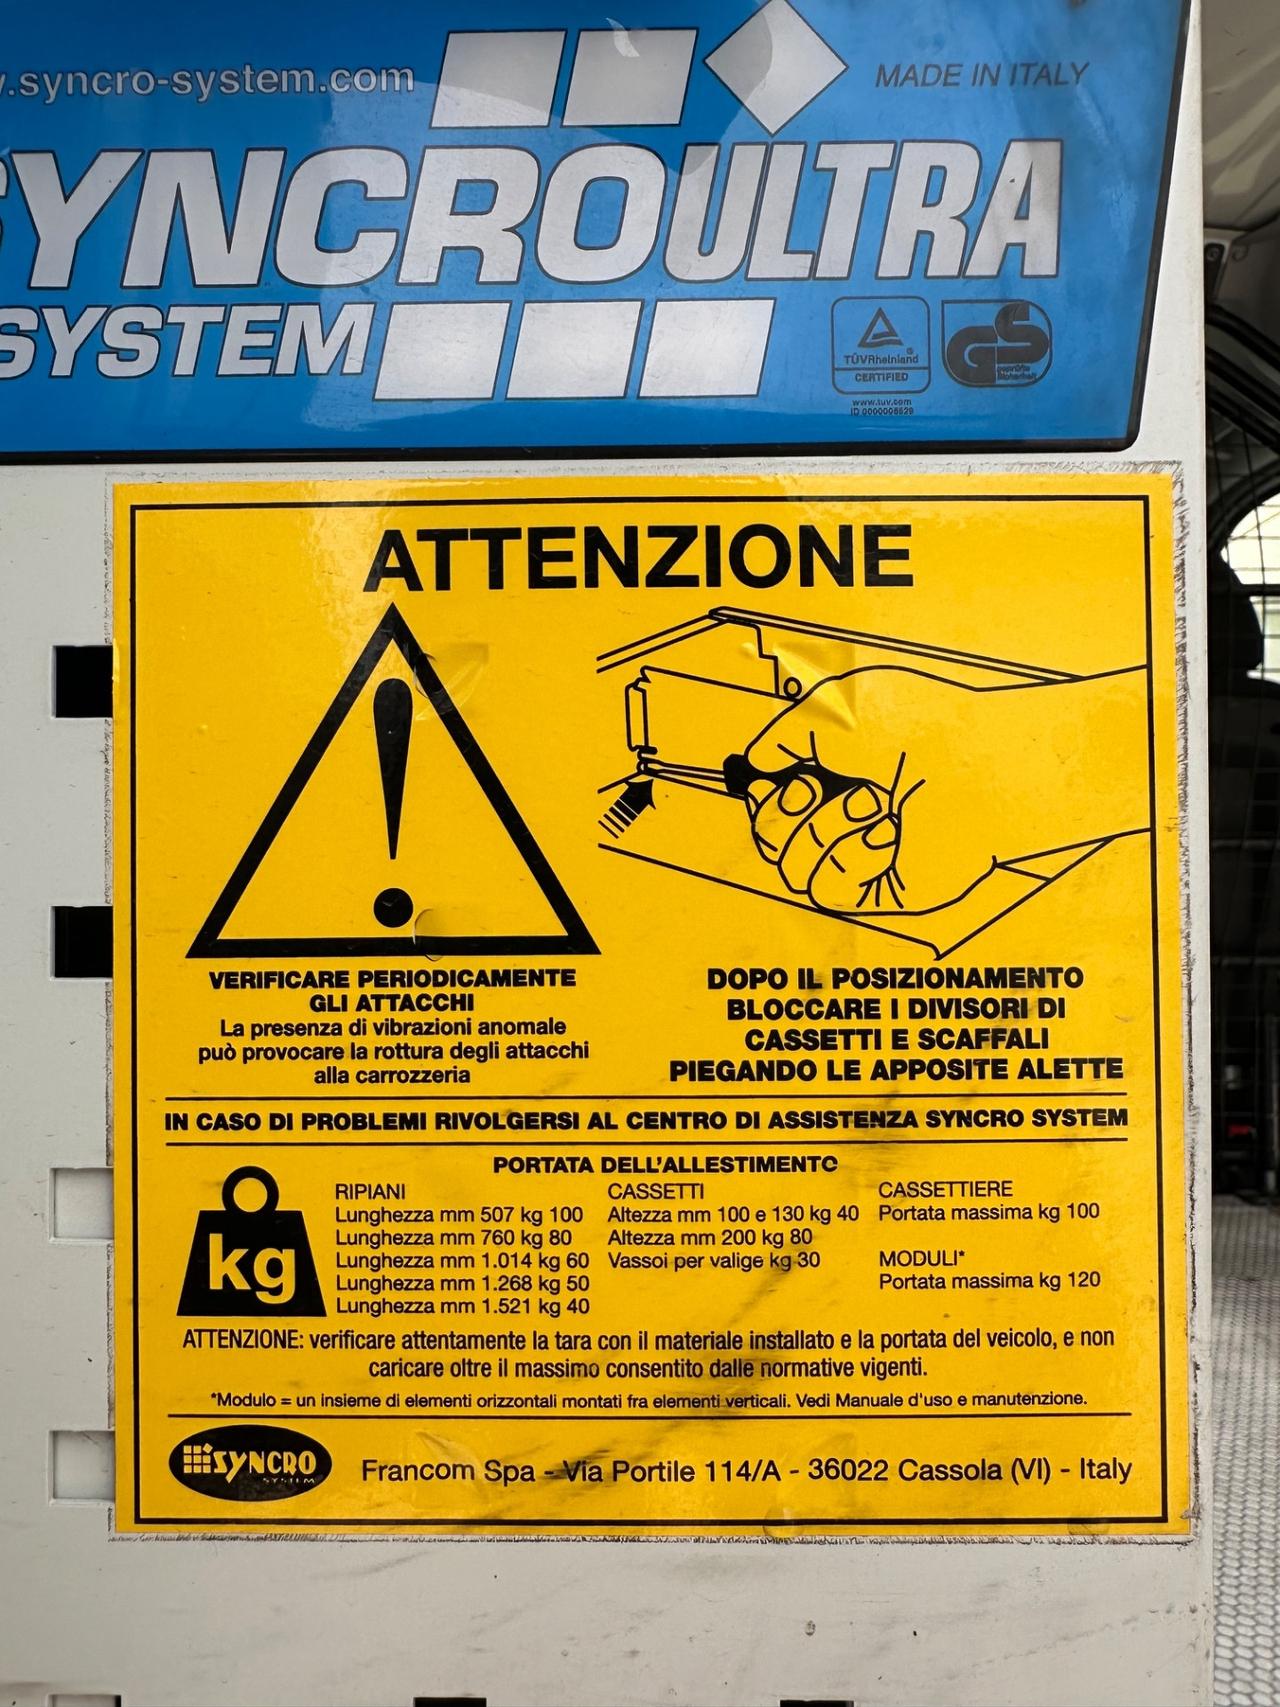 .syncro-system.com
MADE IN ITALY
SYNCROULTRA
SYSTEM
TÜVRheinland®
CERTIFIED
www.tuv.com
GS
geprüfte
Sicherheit
ATTENZIONE
VERIFICARE PERIODICAMENTE
GLI ATTACCHI
La presenza di vibrazioni anomale
può provocare la rottura degli attacchi
alla carrozzeria
DOPO IL POSIZIONAMENTO
BLOCCARE I DIVISORI DI
CASSETTI E SCAFFALI
PIEGANDO LE APPOSITE ALETTE
IN CASO DI PROBLEMI RIVOLGERSI AL CENTRO DI ASSISTENZA SYNCRO SYSTEM
PORTATA DELL'ALLESTIMENTO
kg
RIPIANI
Lunghezza mm 507 kg 100
Lunghezza mm 760 kg 80
Lunghezza mm 1.014 kg 60
Lunghezza mm 1.268 kg 50
Lunghezza mm 1.521 kg 40
CASSETTI
Altezza mm 100 e 130 kg 40
Altezza mm 200 kg 80
Vassoi per valige kg 30
CASSETTIERE
Portata massima kg 100
MODULI*
Portata massima kg 120
ATTENZIONE: verificare attentamente la tara con il materiale installato e la portata del veicolo, e non
caricare oltre il massimo consentito dalle normative vigenti.
*Modulo = un insieme di elementi orizzontali montati fra elementi verticali. Vedi Manuale d'uso e manutenzione.
SYNCRO
SYSTEM
Francom Spa - Via Portile 114/A - 36022 Cassola (VI) - Italy